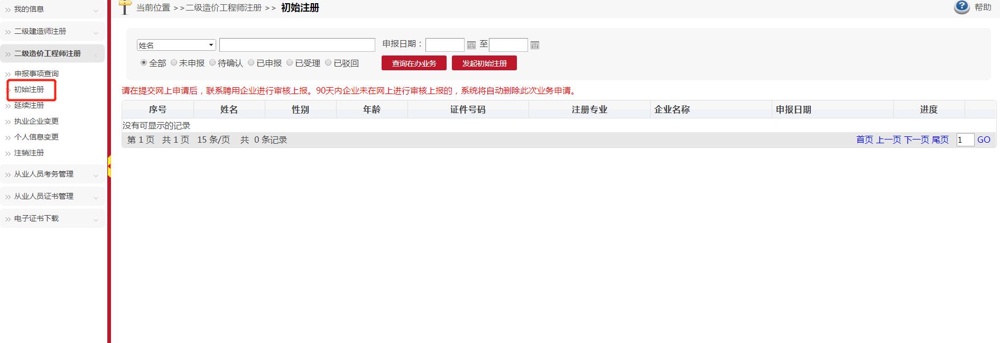 我的信息
二级建造师注册
二级造价工程师注册
申报事项查询
初始注册
延续注册
执业企业变更
个人信息变更
注销注册
从业人员考务管理
从业人员证书管理
电子证书下载
当前位置 >>二级造价工程师注册 >> 初始注册
帮助
姓名 申报日期： 至
全部 未申报 待确认 已申报 已受理 已驳回 查询在办业务 发起初始注册
请在提交网上申请后，联系聘用企业进行审核上报。90天内企业未在网上进行审核上报的，系统将自动删除此次业务申请。
序号 姓名 性别 年龄 证件号码 注册专业 企业名称 申报日期 进度
没有可显示的记录
第 1 页 共 1 页 15 条/页 共 0 条记录 首页 上一页 下一页 尾页 1 GO